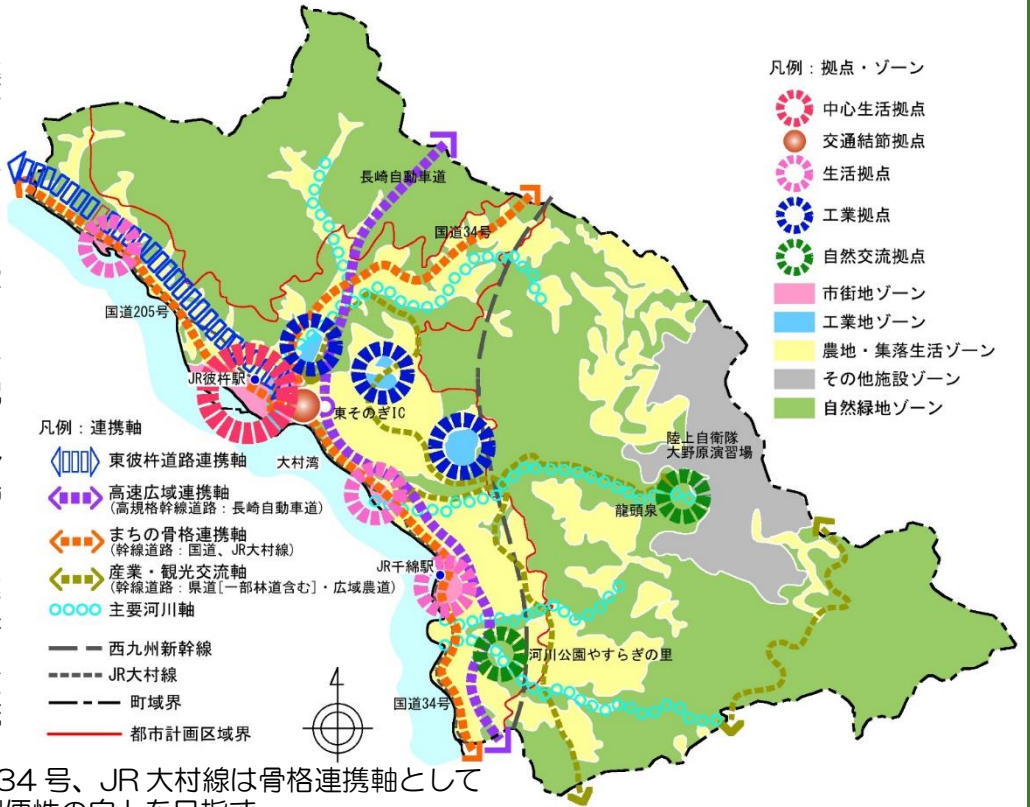 凡例：拠点・ゾーン
中心生活拠点
交通結節拠点
生活拠点
工業拠点
自然交流拠点
市街地ゾーン
工業地ゾーン
農地・集落生活ゾーン
その他施設ゾーン
自然緑地ゾーン
長崎自動車道
国道34号
国道205号
JR彼杵駅
東そのぎIC
大村湾
陸上自衛隊
大野原演習場
龍頭泉
JR千綿駅
河川公園やすらぎの里
国道34号
凡例：連携軸
東彼杵道路連携軸
高速広域連携軸
(高規格幹線道路：長崎自動車道)
まちの骨格連携軸
(幹線道路：国道、JR大村線)
産業・観光交流軸
(幹線道路：県道[一部林道含む]・広域農道)
主要河川軸
西九州新幹線
JR大村線
町域界
都市計画区域界
4
34号、JR大村線は骨格連携軸として